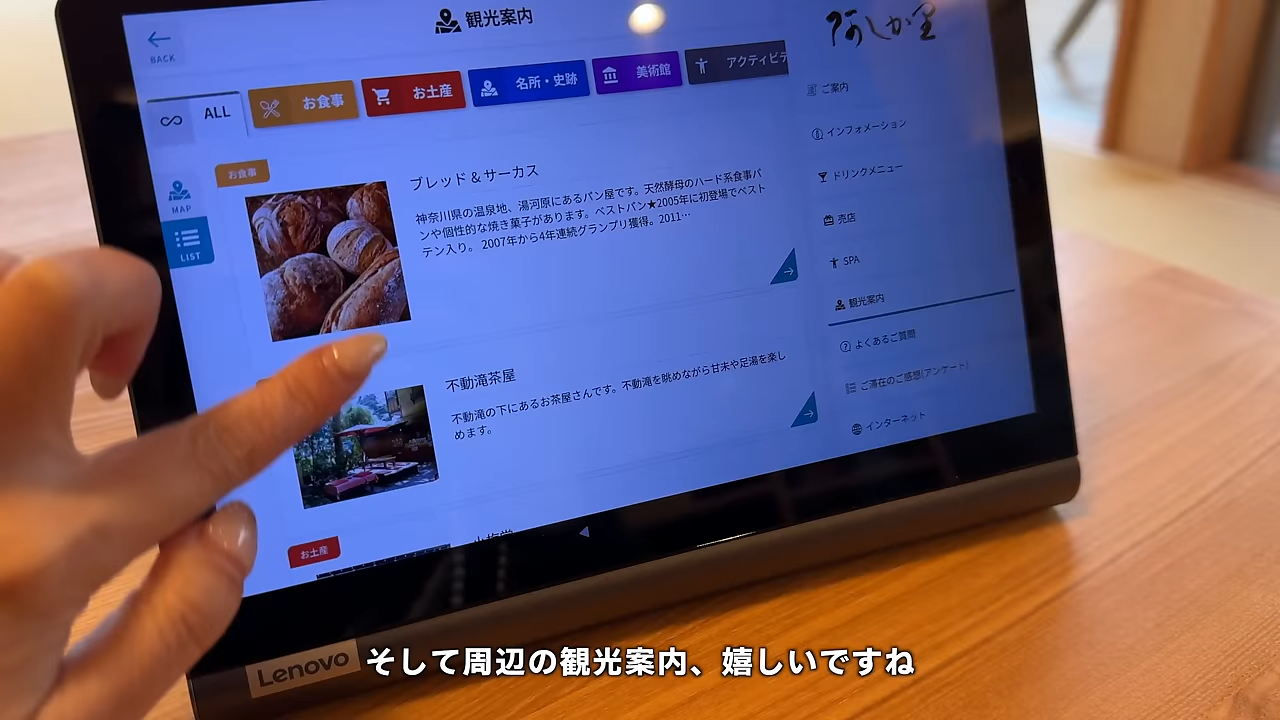 観光案内
BACK
阿しか里
ALL
お食事
お土産
名所・史跡
美術館
アクティビテ
MAP
LIST
お食事
ブレッド & サーカス
神奈川県の温泉地、湯河原にあるパン屋です。天然酵母のハード系食事パ
ンや個性的な焼き菓子があります。ベストパン★2005年に初登場でベスト
テン入り。 2007年から4年連続グランプリ獲得。2011…
不動滝茶屋
不動滝の下にあるお茶屋さんです。不動滝を眺めながら甘未や足湯を楽し
めます。
お土産
ご案内
インフォメーション
ドリンクメニュー
売店
SPA
観光案内
よくあるご質問
ご滞在のご感想(アンケート)
インターネット
Lenovo
そして周辺の観光案内、嬉しいですね